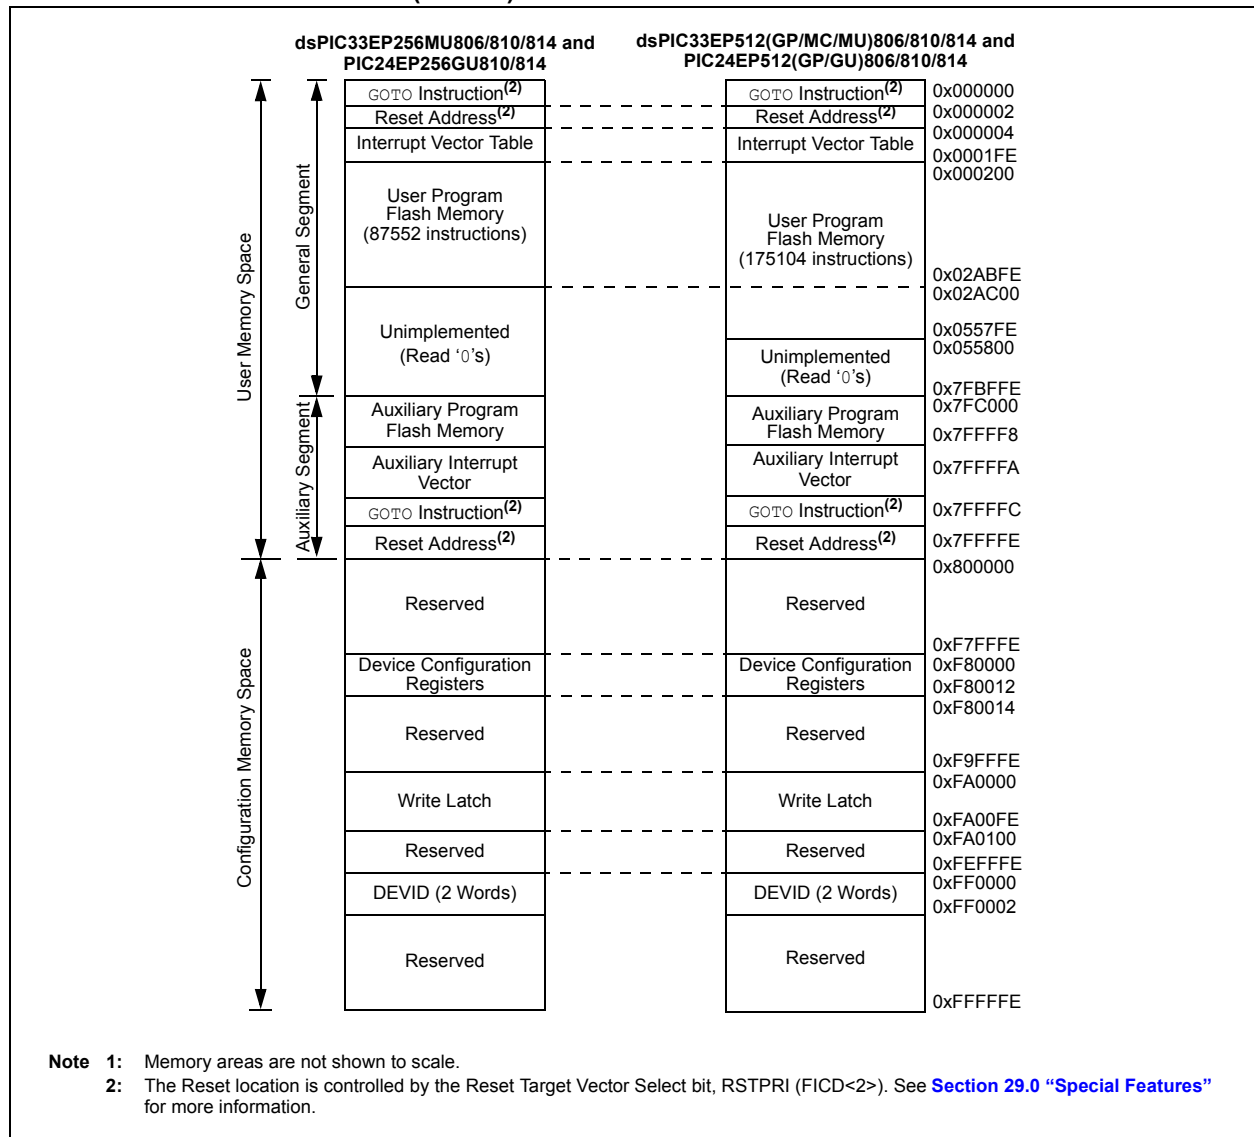 dsPIC33EP256MU806/810/814 and
PIC24EP256GU810/814
dsPIC33EP512(GP/MC/MU)806/810/814 and
PIC24EP512(GP/GU)806/810/814
User Memory Space
General Segment
Auxiliary Segment
Configuration Memory Space
GOTO Instruction(2)
Reset Address(2)
Interrupt Vector Table
User Program
Flash Memory
(87552 instructions)
Unimplemented
(Read ‘0’s)
Auxiliary Program
Flash Memory
Auxiliary Interrupt
Vector
GOTO Instruction(2)
Reset Address(2)
Reserved
Device Configuration
Registers
Reserved
Write Latch
Reserved
DEVID (2 Words)
Reserved
GOTO Instruction(2)
Reset Address(2)
Interrupt Vector Table
User Program
Flash Memory
(175104 instructions)
Unimplemented
(Read ‘0’s)
Auxiliary Program
Flash Memory
Auxiliary Interrupt
Vector
GOTO Instruction(2)
Reset Address(2)
Reserved
Device Configuration
Registers
Reserved
Write Latch
Reserved
DEVID (2 Words)
Reserved
0x000000
0x000002
0x000004
0x0001FE
0x000200
0x02ABFE
0x02AC00
0x0557FE
0x055800
0x7FBFFE
0x7FC000
0x7FFFF8
0x7FFFFA
0x7FFFFC
0x7FFFFE
0x800000
0xF7FFFE
0xF80000
0xF80012
0xF80014
0xF9FFFE
0xFA0000
0xFA00FE
0xFA0100
0xFEFFFE
0xFF0000
0xFF0002
0xFFFFFE
Note 1: Memory areas are not shown to scale.
2: The Reset location is controlled by the Reset Target Vector Select bit, RSTPRI (FICD<2>). See Section 29.0 “Special Features”
for more information.